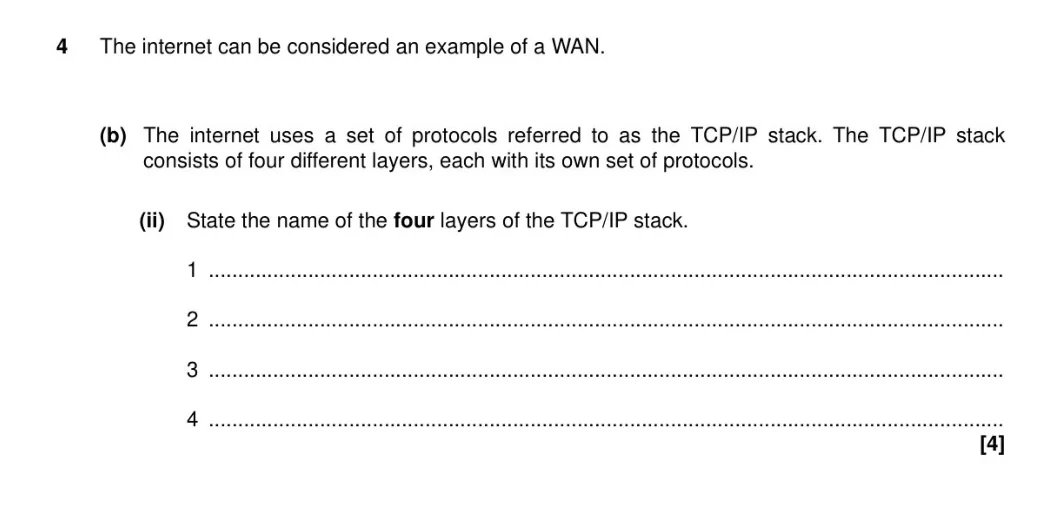 4 The internet can be considered an example of a WAN.
(b) The internet uses a set of protocols referred to as the TCP/IP stack. The TCP/IP stack
consists of four different layers, each with its own set of protocols.
(ii) State the name of the four layers of the TCP/IP stack.
1 ................................................................................
2 ................................................................................
3 ................................................................................
4 ................................................................................
[4]